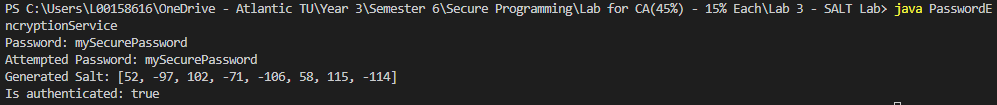 PS C:\Users\L00158616\OneDrive - Atlantic TU\Year 3\Semester 6\Secure Programming\Lab for CA(45%) - 15% Each\Lab 3 - SALT Lab> java PasswordE
ncryptionService
Password: mySecurePassword
Attempted Password: mySecurePassword
Generated Salt: [52, -97, 102, -71, -106, 58, 115, -114]
Is authenticated: true